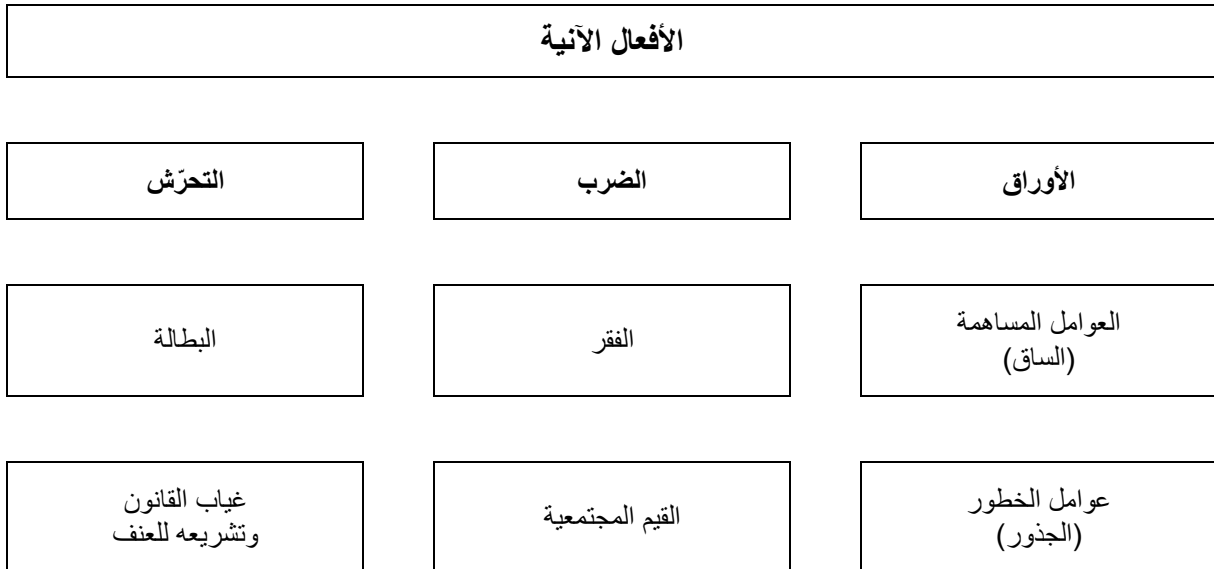 الأفعال الآنية
الأوراق
الضرب
التحرّش
العوامل المساهمة
(الساق)
الفقر
البطالة
عوامل الخطور
(الجذور)
القيم المجتمعية
غياب القانون
وتشريعه للعنف